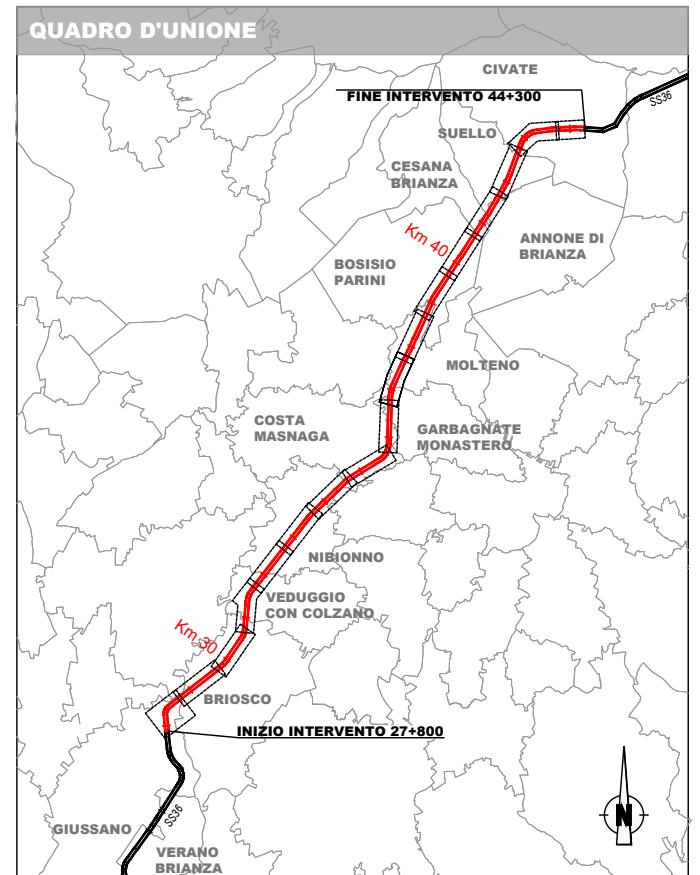 QUADRO D'UNIONE
CIVATE
SS36
FINE INTERVENTO 44+300
SUELLO
CESANA
BRIANZA
Km 40
ANNONE DI
BRIANZA
BOSISIO
PARINI
MOLTENO
COSTA
MASNAGA
GARBAGNATE
MONASTERO
NIBIONNO
VEDUGGIO
CON COLZANO
Km 30
BRIOSCO
INIZIO INTERVENTO 27+800
SS36
GIUSSANO
N
VERANO
BRIANZA